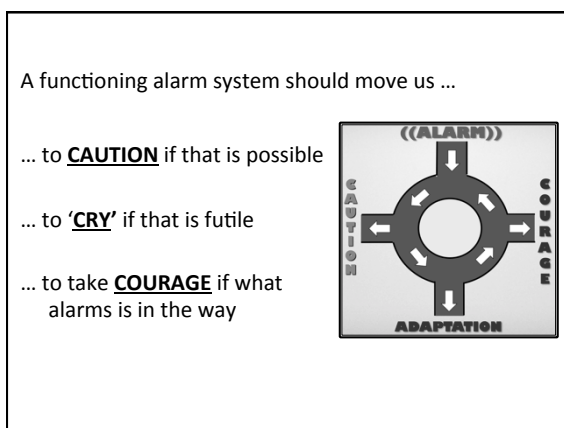 A functioning alarm system should move us …
… to CAUTION if that is possible
… to ‘CRY’ if that is futile
… to take COURAGE if what
alarms is in the way
((ALARM))
CAUTION
COURAGE
ADAPTATION